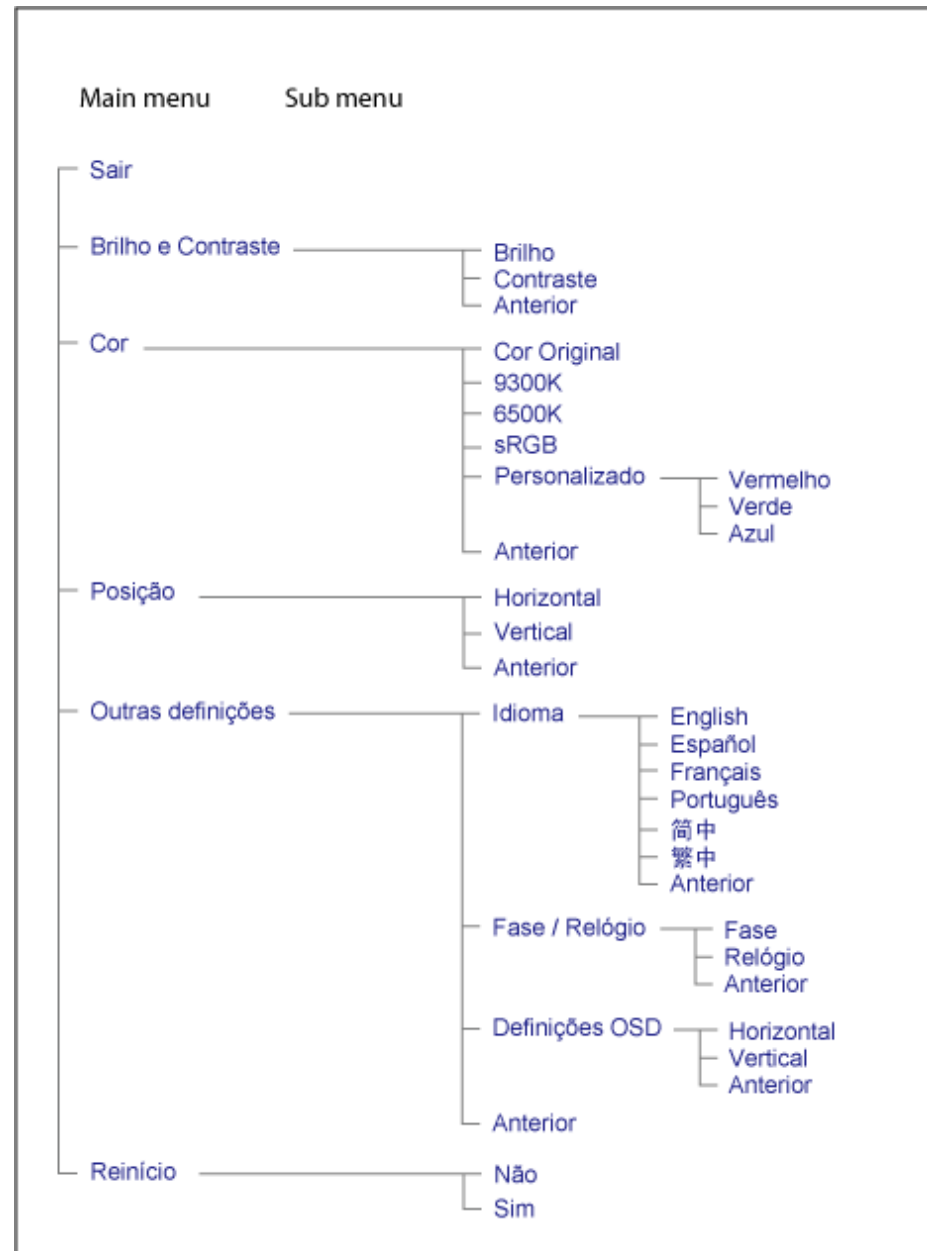 Main menu Sub menu
Sair
Brilho e Contraste Brilho
Contraste
Anterior
Cor Cor Original
9300K
6500K
sRGB
Personalizado Vermelho
Verde
Azul
Anterior
Posição Horizontal
Vertical
Anterior
Outras definições Idioma English
Español
Français
Português
简中
繁中
Anterior
Fase / Relógio Fase
Relógio
Anterior
Definições OSD Horizontal
Vertical
Anterior
Anterior
Reinício Não
Sim